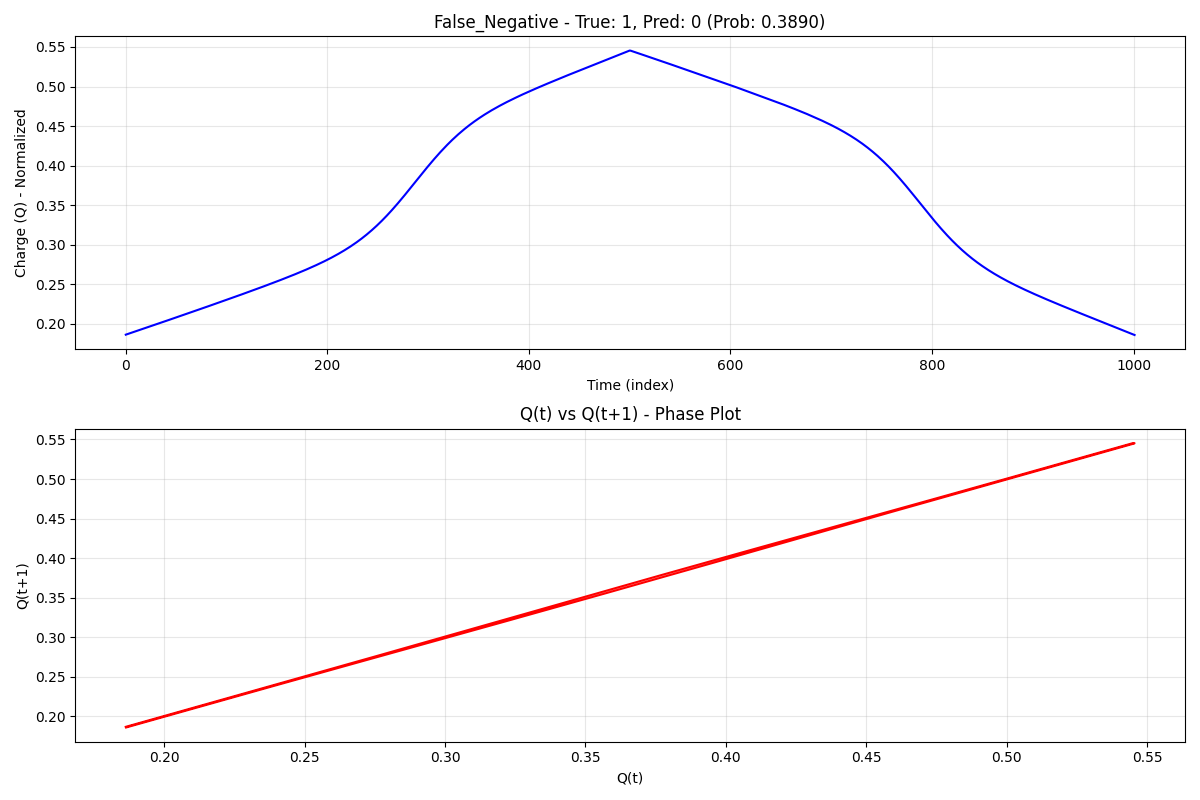 False_Negative - True: 1, Pred: 0 (Prob: 0.3890)
Charge (Q) - Normalized
0.55
0.50
0.45
0.40
0.35
0.30
0.25
0.20
0 200 400 600 800 1000
Time (index)
Q(t) vs Q(t+1) - Phase Plot
Q(t+1)
0.55
0.50
0.45
0.40
0.35
0.30
0.25
0.20
0.20 0.25 0.30 0.35 0.40 0.45 0.50 0.55
Q(t)